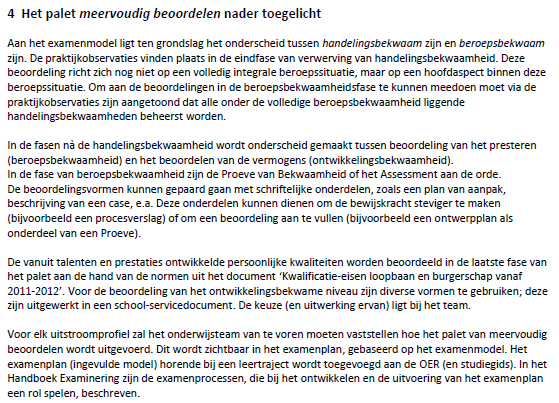 4 Het palet meervoudig beoordelen nader toegelicht
Aan het examenmodel ligt ten grondslag het onderscheid tussen handelingsbekwaam zijn en beroepsbekwaam
zijn. De praktijkobservaties vinden plaats in de eindfase van verwerving van handelingsbekwaamheid. Deze
beoordeling richt zich nog niet op een volledig integrale beroepssituatie, maar op een hoofdaspect binnen deze
beroepssituatie. Om aan de beoordelingen in de beroepsbekwaamheidsfase te kunnen meedoen moet via de
praktijkobservaties zijn aangetoond dat alle onder de volledige beroepsbekwaamheid liggende
handelingsbekwaamheden beheerst worden.
In de fasen nà de handelingsbekwaamheid wordt onderscheid gemaakt tussen beoordeling van het presteren
(beroepsbekwaamheid) en het beoordelen van de vermogens (ontwikkelingsbekwaamheid).
In de fase van beroepsbekwaamheid zijn de Proeve van Bekwaamheid of het Assessment aan de orde.
De beoordelingsvormen kunnen gepaard gaan met schriftelijke onderdelen, zoals een plan van aanpak,
beschrijving van een case, e.a. Deze onderdelen kunnen dienen om de bewijskracht steviger te maken
(bijvoorbeeld een procesverslag) of om een beoordeling aan te vullen (bijvoorbeeld een ontwerpplan als
onderdeel van een Proeve).
De vanuit talenten en prestaties ontwikkelde persoonlijke kwaliteiten worden beoordeeld in de laatste fase van
het palet aan de hand van de normen uit het document ‘Kwalificatie-eisen loopbaan en burgerschap vanaf
2011-2012’. Voor de beoordeling van het ontwikkelingsbekwame niveau zijn diverse vormen te gebruiken; deze
zijn uitgewerkt in een school-servicedocument. De keuze (en uitwerking ervan) ligt bij het team.
Voor elk uitstroomprofiel zal het onderwijsteam van te voren moeten vaststellen hoe het palet van meervoudig
beoordelen wordt uitgevoerd. Dit wordt zichtbaar in het examenplan, gebaseerd op het examenmodel. Het
examenplan (ingevulde model) horende bij een leertraject wordt toegevoegd aan de OER (en studiegids). In het
Handboek Examinering zijn de examenprocessen, die bij het ontwikkelen en de uitvoering van het examenplan
een rol spelen, beschreven.